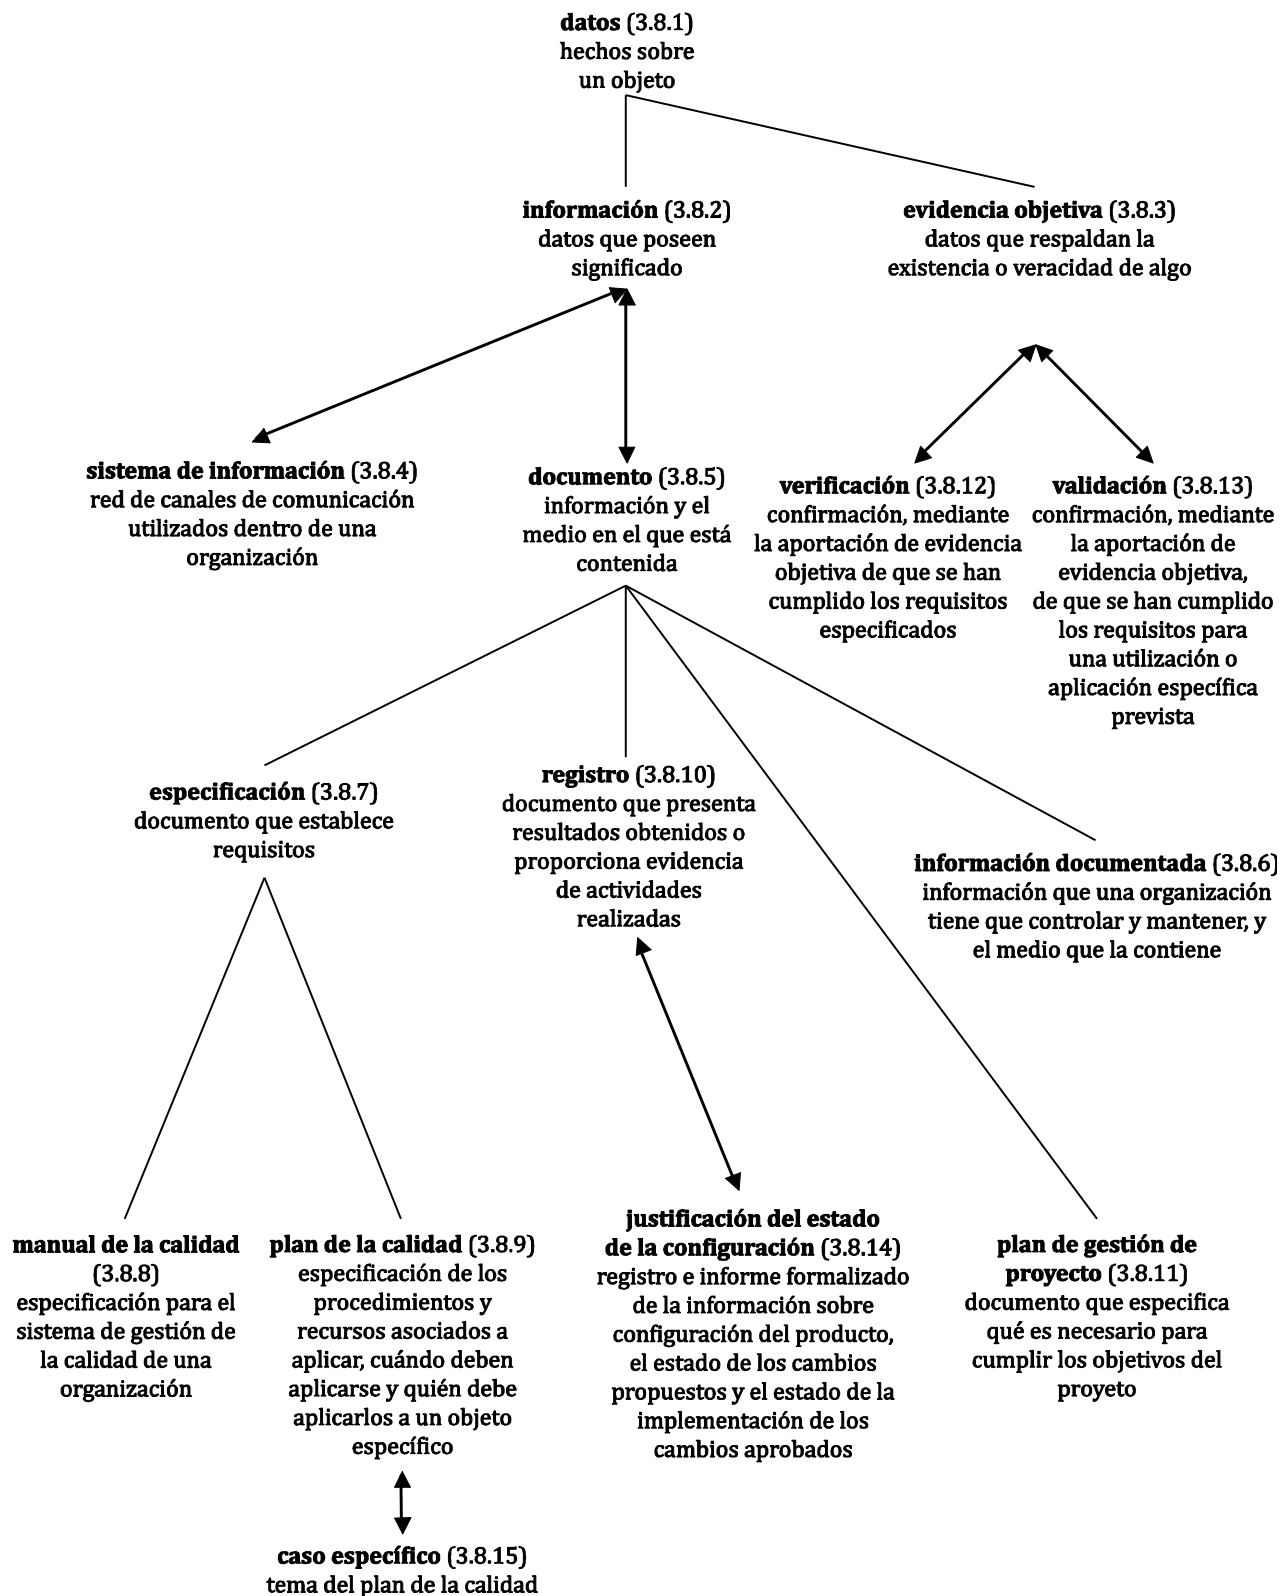 datos (3.8.1)
hechos sobre
un objeto
información (3.8.2)
datos que poseen
significado
evidencia objetiva (3.8.3)
datos que respaldan la
existencia o veracidad de algo
sistema de información (3.8.4)
red de canales de comunicación
utilizados dentro de una
organización
documento (3.8.5)
información y el
medio en el que está
contenida
verificación (3.8.12)
confirmación, mediante
la aportación de evidencia
objetiva de que se han
cumplido los requisitos
especificados
validación (3.8.13)
confirmación, mediante
la aportación de
evidencia objetiva,
de que se han cumplido
los requisitos para
una utilización o
aplicación específica
prevista
especificación (3.8.7)
documento que establece
requisitos
registro (3.8.10)
documento que presenta
resultados obtenidos o
proporciona evidencia
de actividades
realizadas
información documentada (3.8.6)
información que una organización
tiene que controlar y mantener, y
el medio que la contiene
manual de la calidad
(3.8.8)
especificación para el
sistema de gestión de
la calidad de una
organización
plan de la calidad (3.8.9)
especificación de los
procedimientos y
recursos asociados a
aplicar, cuándo deben
aplicarse y quién debe
aplicarlos a un objeto
específico
justificación del estado
de la configuración (3.8.14)
registro e informe formalizado
de la información sobre
configuración del producto,
el estado de los cambios
propuestos y el estado de la
implementación de los
cambios aprobados
plan de gestión de
proyecto (3.8.11)
documento que especifica
qué es necesario para
cumplir los objetivos del
proyeto
caso específico (3.8.15)
tema del plan de la calidad